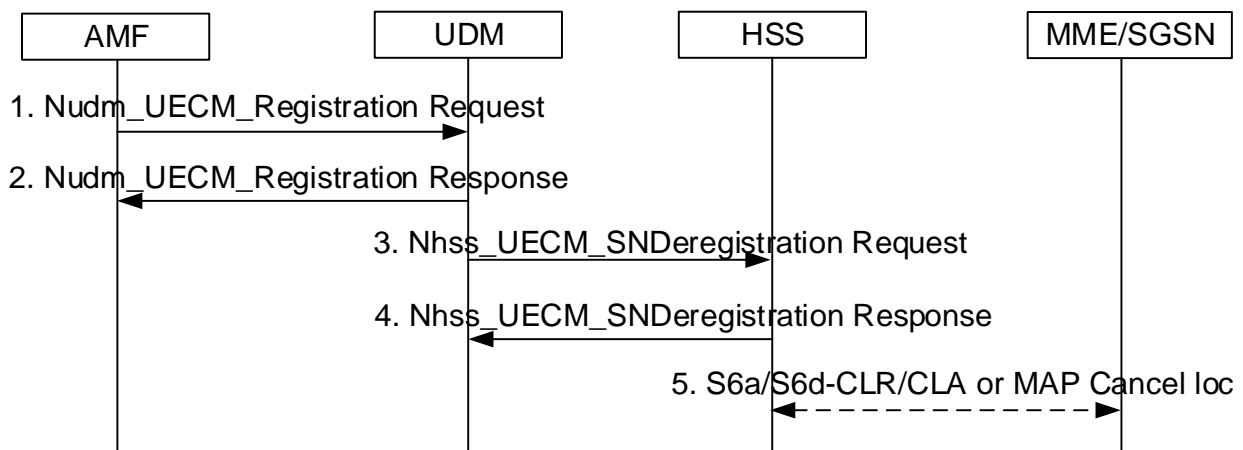 AMF
UDM
HSS
MME/SGSN
1. Nudm_UECM_Registration Request
2. Nudm_UECM_Registration Response
3. Nhss_UECM_SNDeregistration Request
4. Nhss_UECM_SNDeregistration Response
5. S6a/S6d-CLR/CLA or MAP Cancel loc